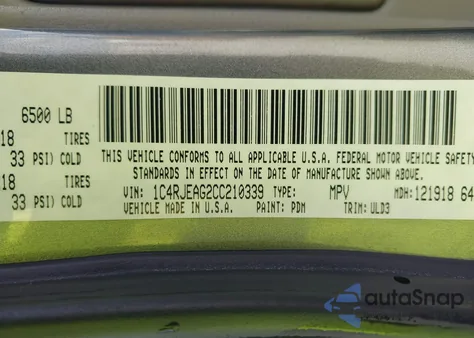 6500 LB
18 TIRES
33 PSI) COLD
18 TIRES
33 PSI) COLD
THIS VEHICLE CONFORMS TO ALL APPLICABLE U.S.A. FEDERAL MOTOR VEHICLE SAFETY
STANDARDS IN EFFECT ON THE DATE OF MANUFACTURE SHOWN ABOVE.
VIN: 1C4RJEAG2CC210339 TYPE: MPV MDH: 121918 64
VEHICLE MADE IN U.S.A. PAINT: PDM TRIM: ULD3
autoSnap